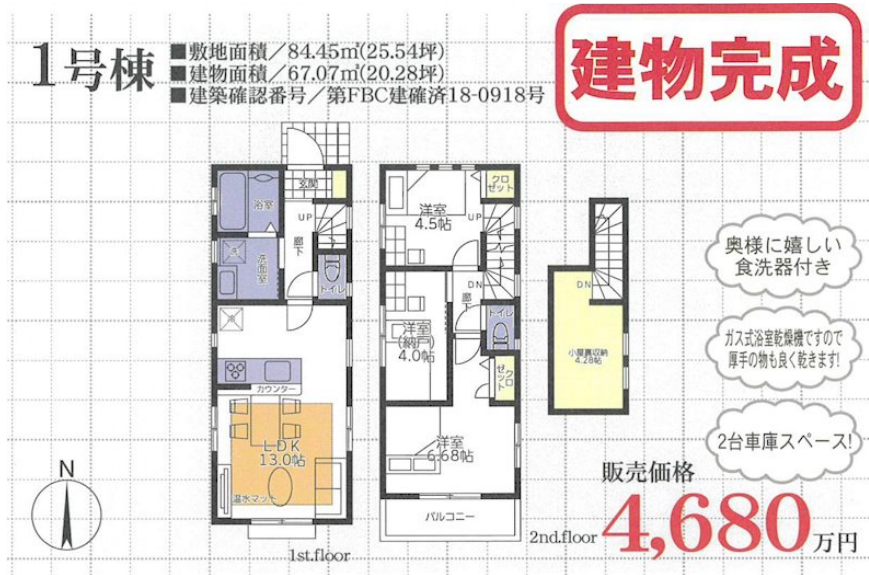 1号棟
■敷地面積／84.45㎡(25.54坪)
■建物面積／67.07㎡(20.28坪)
■建築確認番号／第FBC建確済18-0918号
建物完成
玄関
浴室
UP
廊下
洗
洗面室
トイレ
カウンター
LDK
13.0帖
温水マット
1st.floor
クロ
ゼット
洋室
4.5帖
UP
DN
廊下
トイレ
洋室
(納戸)
4.0帖
クロ
ゼット
洋室
6.68帖
バルコニー
2nd.floor
DN
小屋裏収納
4.28帖
奥様に嬉しい
食洗器付き
ガス式浴室乾燥機ですので
厚手の物も良く乾きます!
2台車庫スペース!
N
販売価格
4,680万円